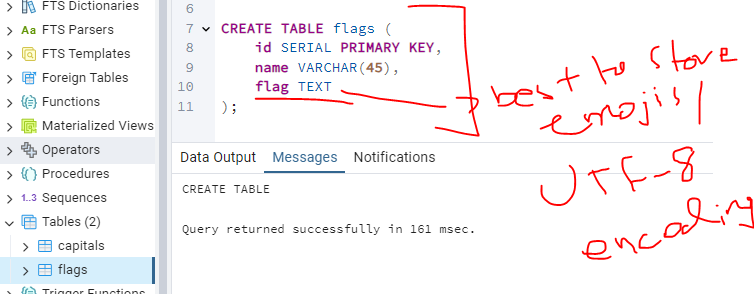 FTS Dictionaries
FTS Parsers
FTS Templates
Foreign Tables
Functions
Materialized Views
Operators
Procedures
Sequences
Tables (2)
capitals
flags
Trigger Functions
6
7 CREATE TABLE flags (
8 id SERIAL PRIMARY KEY,
9 name VARCHAR(45),
10 flag TEXT
11 );
best to store
emojis/
UTF-8
encoding
Data Output Messages Notifications
CREATE TABLE
Query returned successfully in 161 msec.